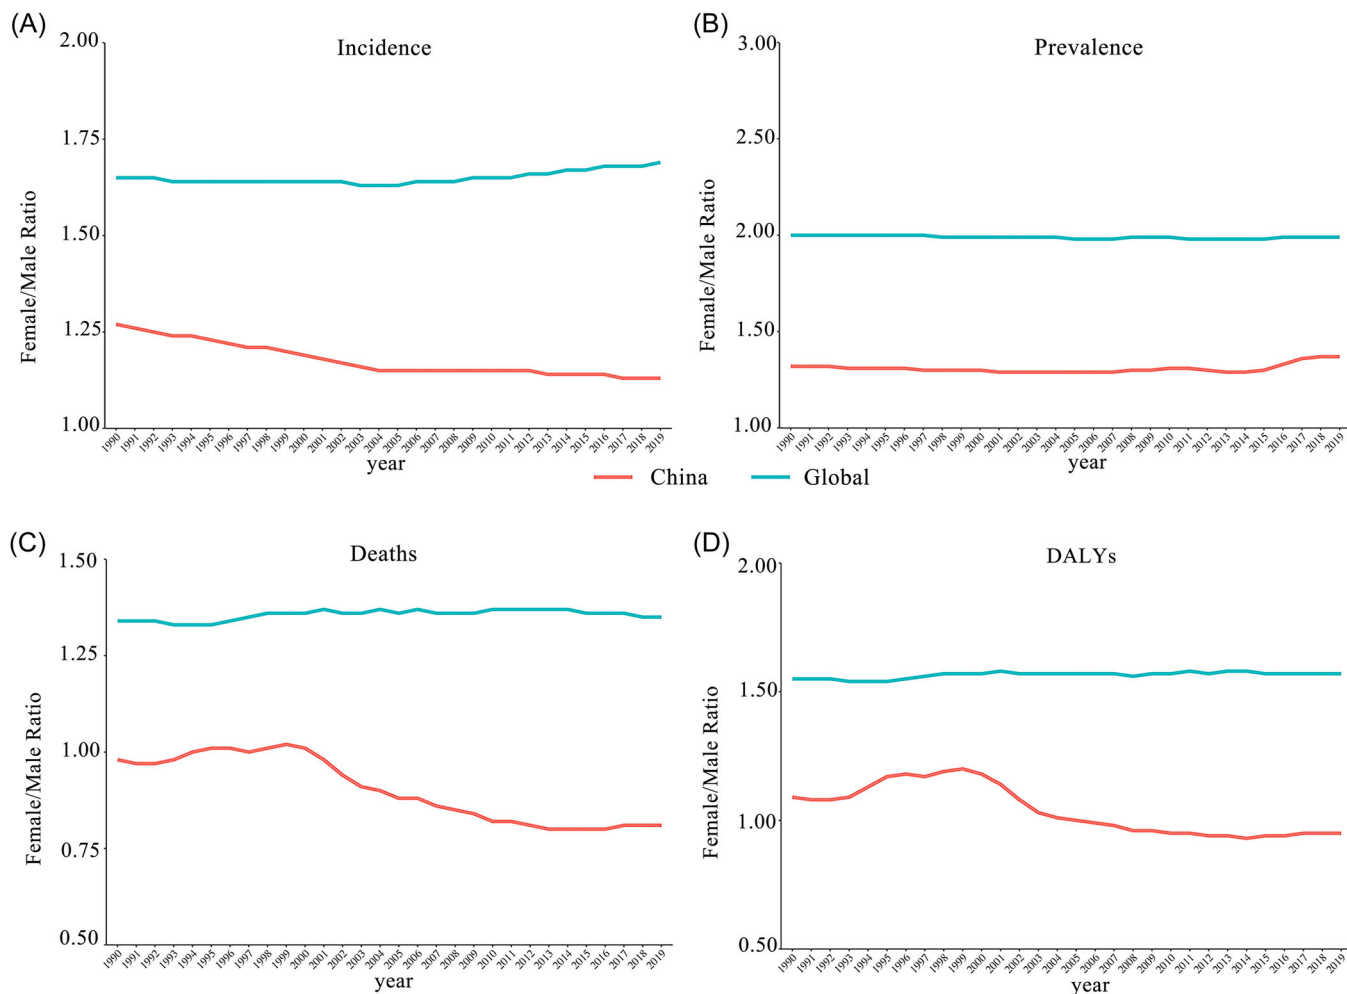 (A)
Incidence
2.00
1.75
1.50
1.25
1.00
Female/Male Ratio
1990 1991 1992 1993 1994 1995 1996 1997 1998 1999 2000 2001 2002 2003 2004 2005 2006 2007 2008 2009 2010 2011 2012 2013 2014 2015 2016 2017 2018 2019
year
(B)
Prevalence
3.00
2.50
2.00
1.50
1.00
Female/Male Ratio
1990 1991 1992 1993 1994 1995 1996 1997 1998 1999 2000 2001 2002 2003 2004 2005 2006 2007 2008 2009 2010 2011 2012 2013 2014 2015 2016 2017 2018 2019
year
China
Global
(C)
Deaths
1.50
1.25
1.00
0.75
0.50
Female/Male Ratio
1990 1991 1992 1993 1994 1995 1996 1997 1998 1999 2000 2001 2002 2003 2004 2005 2006 2007 2008 2009 2010 2011 2012 2013 2014 2015 2016 2017 2018 2019
year
(D)
DALYs
2.00
1.50
1.00
0.50
Female/Male Ratio
1990 1991 1992 1993 1994 1995 1996 1997 1998 1999 2000 2001 2002 2003 2004 2005 2006 2007 2008 2009 2010 2011 2012 2013 2014 2015 2016 2017 2018 2019
year